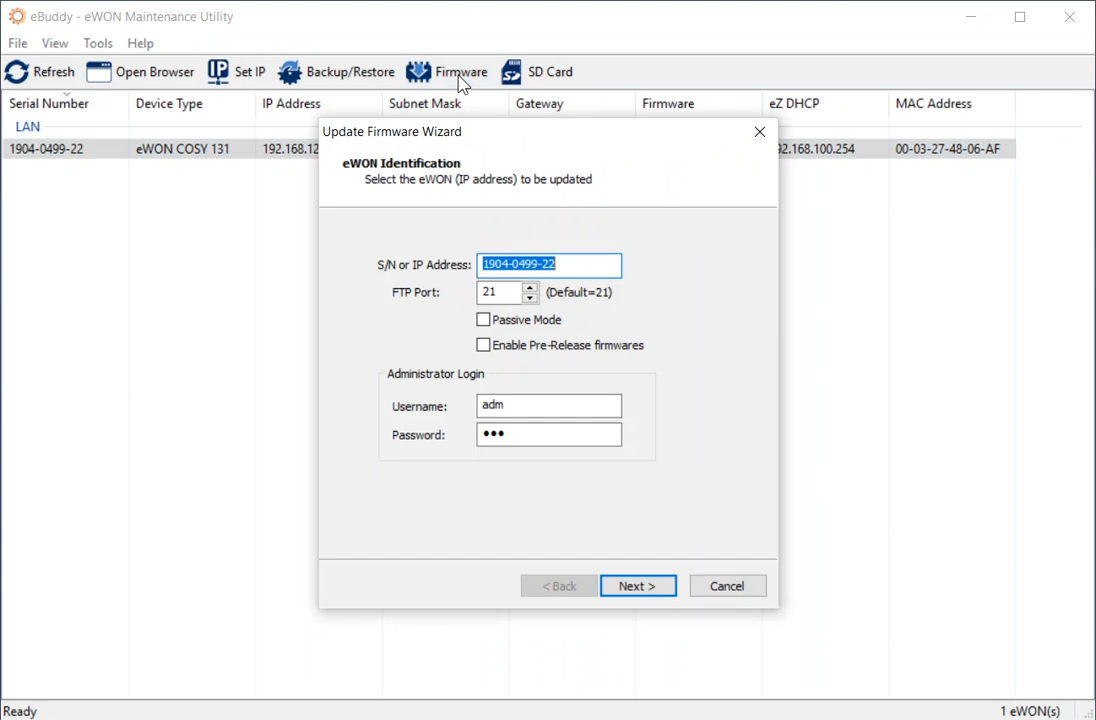 eBuddy - eWON Maintenance Utility
File View Tools Help
Refresh Open Browser IP Set IP Backup/Restore Firmware SD Card
Serial Number Device Type IP Address Subnet Mask Gateway Firmware eZ DHCP MAC Address
LAN
1904-0499-22 eWON COSY 131 192.168.12 92.168.100.254 00-03-27-48-06-AF
Update Firmware Wizard
eWON Identification
Select the eWON (IP address) to be updated
S/N or IP Address: 1904-0499-22
FTP Port: 21 (Default=21)
Passive Mode
Enable Pre-Release firmwares
Administrator Login
Username: adm
Password: •••
< Back Next > Cancel
Ready 1 eWON(s)